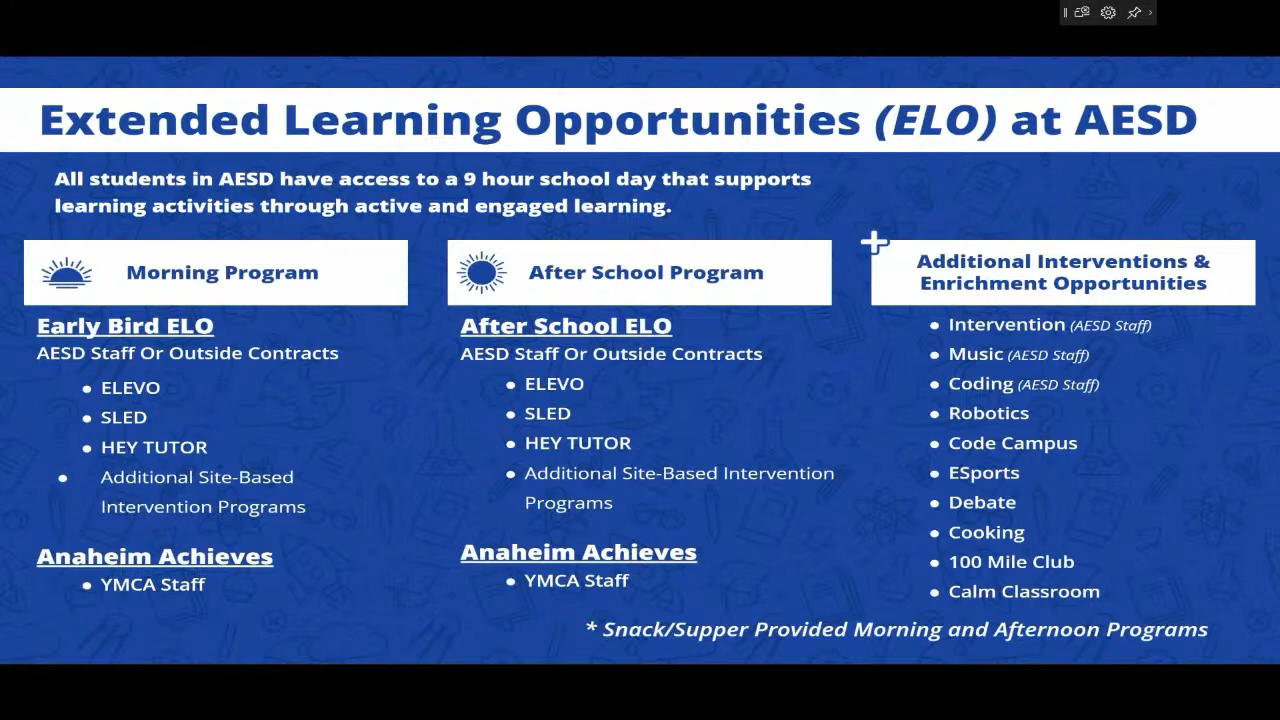 Extended Learning Opportunities (ELO) at AESD
All students in AESD have access to a 9 hour school day that supports
learning activities through active and engaged learning.
Morning Program
Early Bird ELO
AESD Staff Or Outside Contracts
• ELEVO
• SLED
• HEY TUTOR
• Additional Site-Based
Intervention Programs
Anaheim Achieves
• YMCA Staff
After School Program
After School ELO
AESD Staff Or Outside Contracts
• ELEVO
• SLED
• HEY TUTOR
• Additional Site-Based Intervention
Programs
Anaheim Achieves
• YMCA Staff
+
Additional Interventions &
Enrichment Opportunities
• Intervention (AESD Staff)
• Music (AESD Staff)
• Coding (AESD Staff)
• Robotics
• Code Campus
• ESports
• Debate
• Cooking
• 100 Mile Club
• Calm Classroom
* Snack/Supper Provided Morning and Afternoon Programs